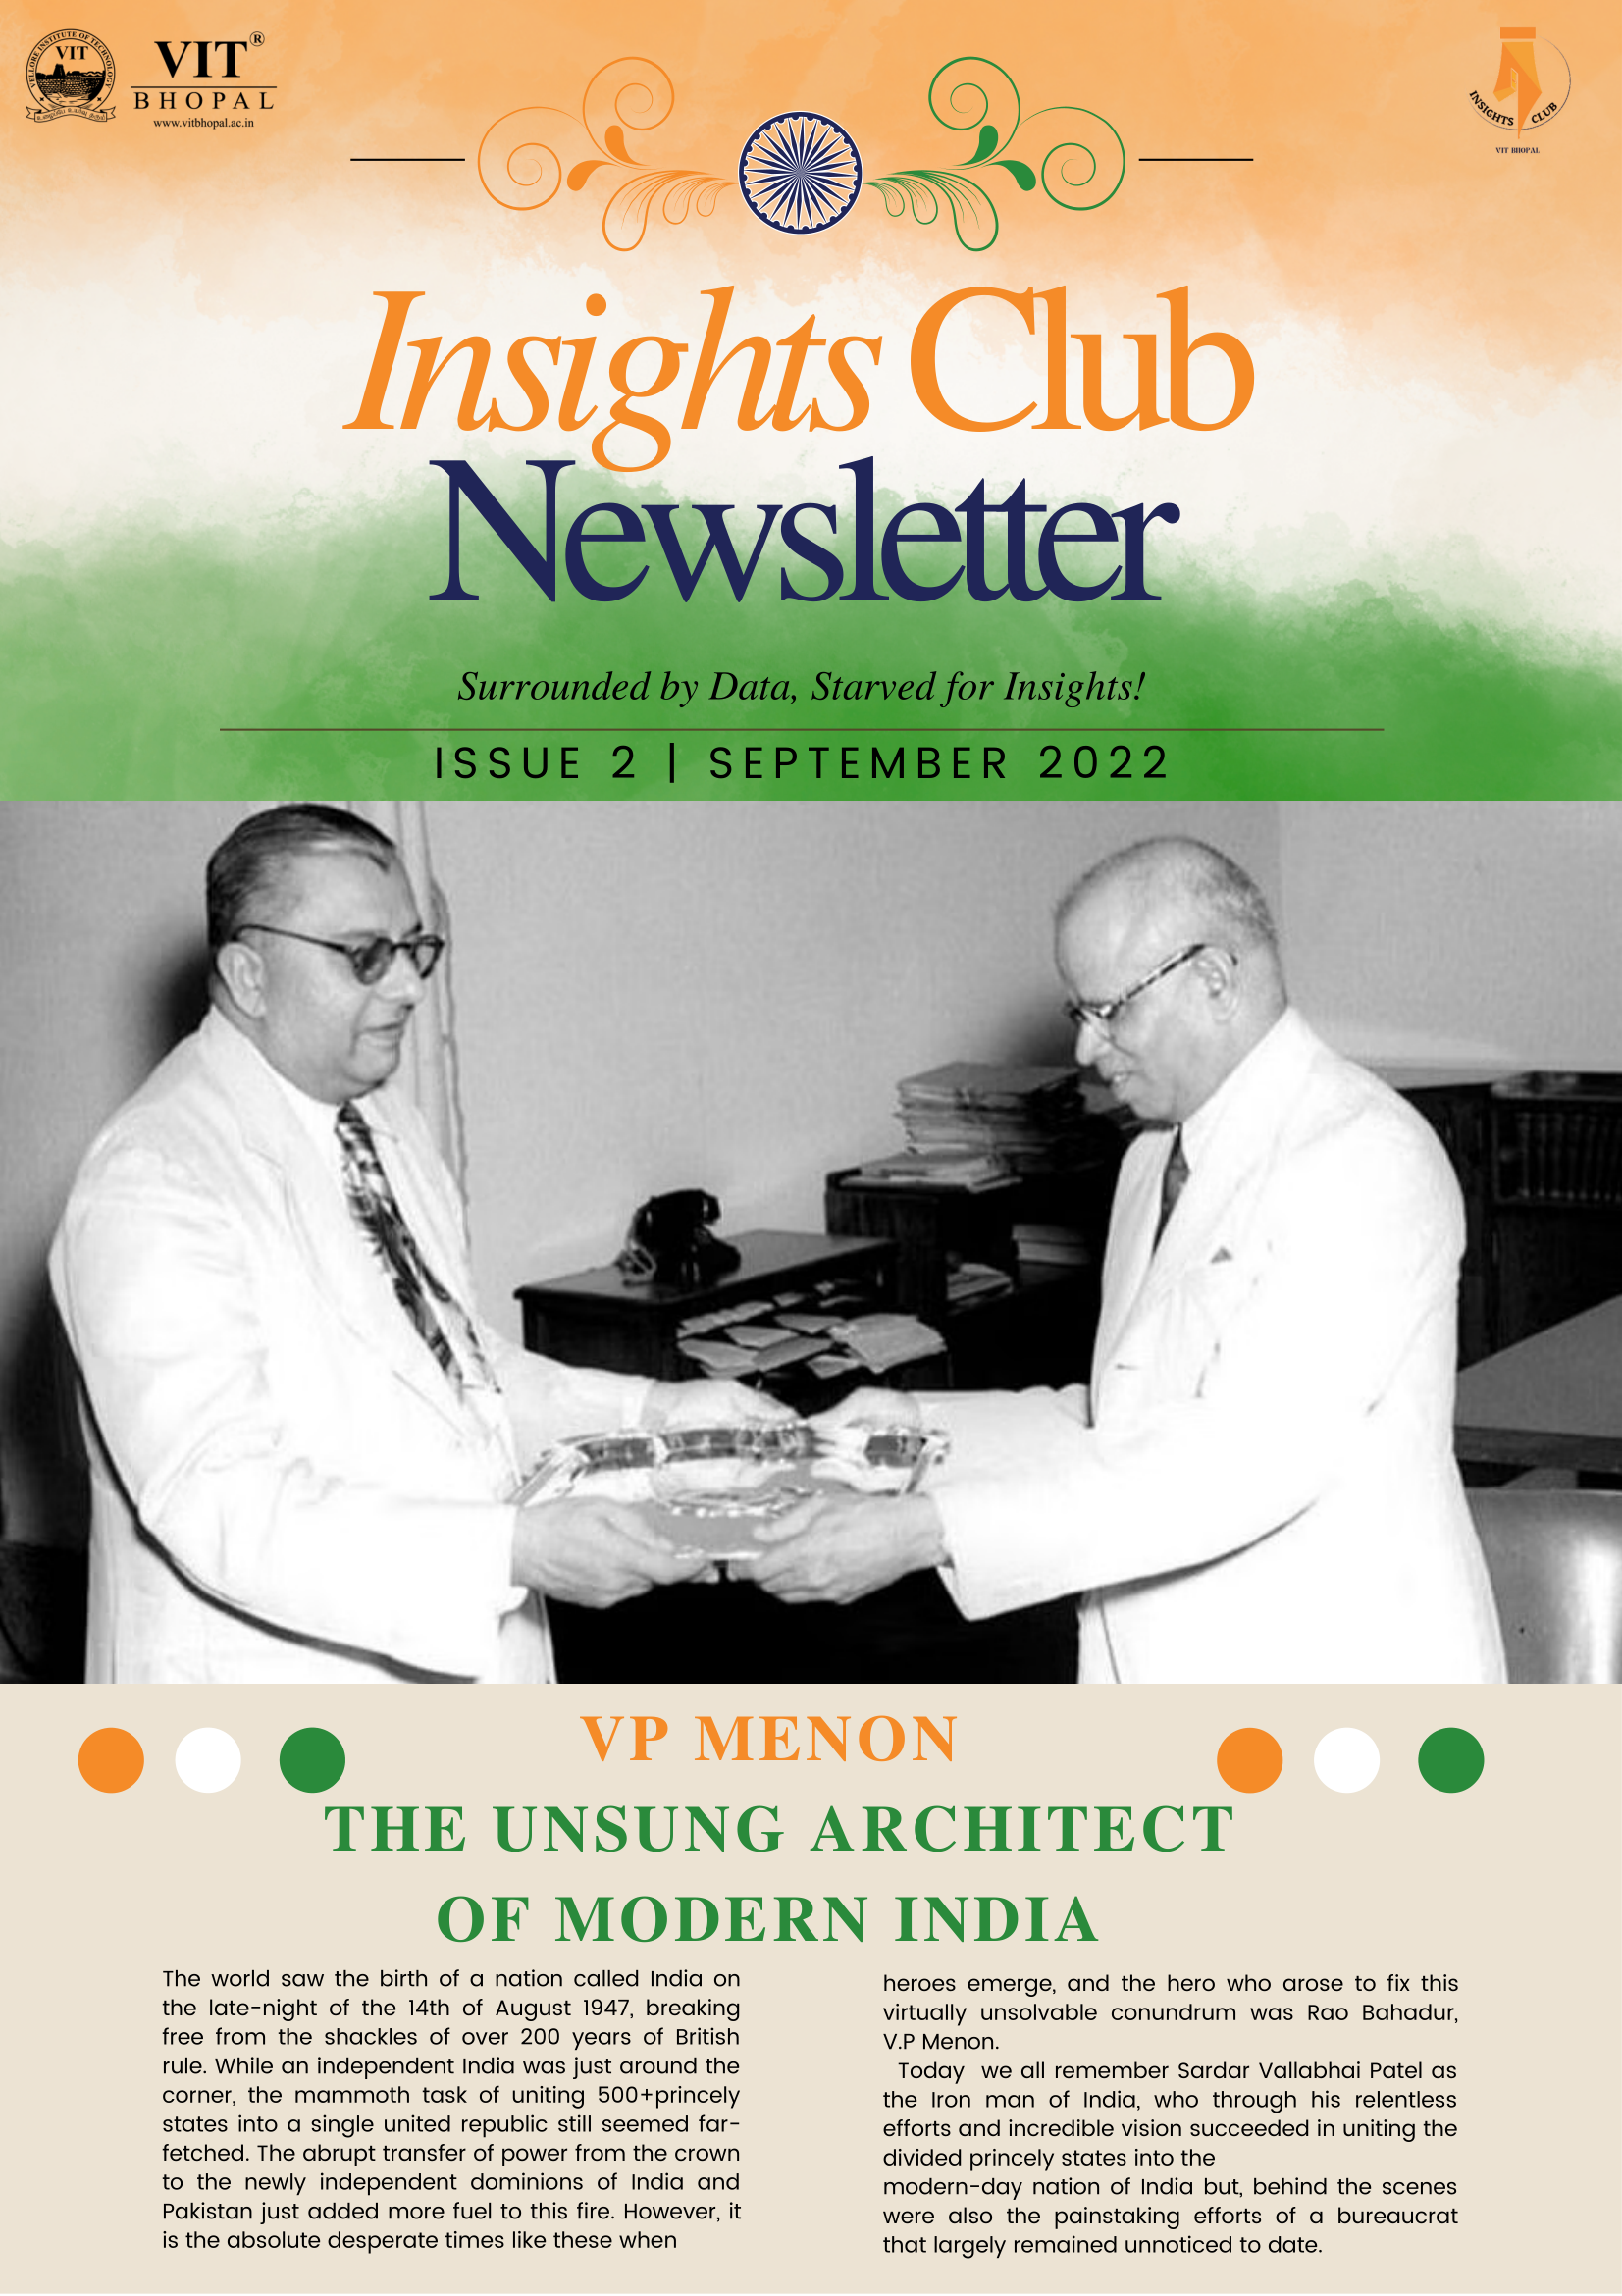 VELLORE INSTITUTE OF TECHNOLOGY
VIT
VIT®
BHOPAL
www.vitbhopal.ac.in
INSIGHTS CLUB
VIT BHOPAL
Insights Club
Newsletter
Surrounded by Data, Starved for Insights!
ISSUE 2 | SEPTEMBER 2022
VP MENON
THE UNSUNG ARCHITECT
OF MODERN INDIA
The world saw the birth of a nation called India on
the late-night of the 14th of August 1947, breaking
free from the shackles of over 200 years of British
rule. While an independent India was just around the
corner, the mammoth task of uniting 500+princely
states into a single united republic still seemed far-
fetched. The abrupt transfer of power from the crown
to the newly independent dominions of India and
Pakistan just added more fuel to this fire. However, it
is the absolute desperate times like these when
heroes emerge, and the hero who arose to fix this
virtually unsolvable conundrum was Rao Bahadur,
V.P Menon.
Today we all remember Sardar Vallabhai Patel as
the Iron man of India, who through his relentless
efforts and incredible vision succeeded in uniting the
divided princely states into the
modern-day nation of India but, behind the scenes
were also the painstaking efforts of a bureaucrat
that largely remained unnoticed to date.